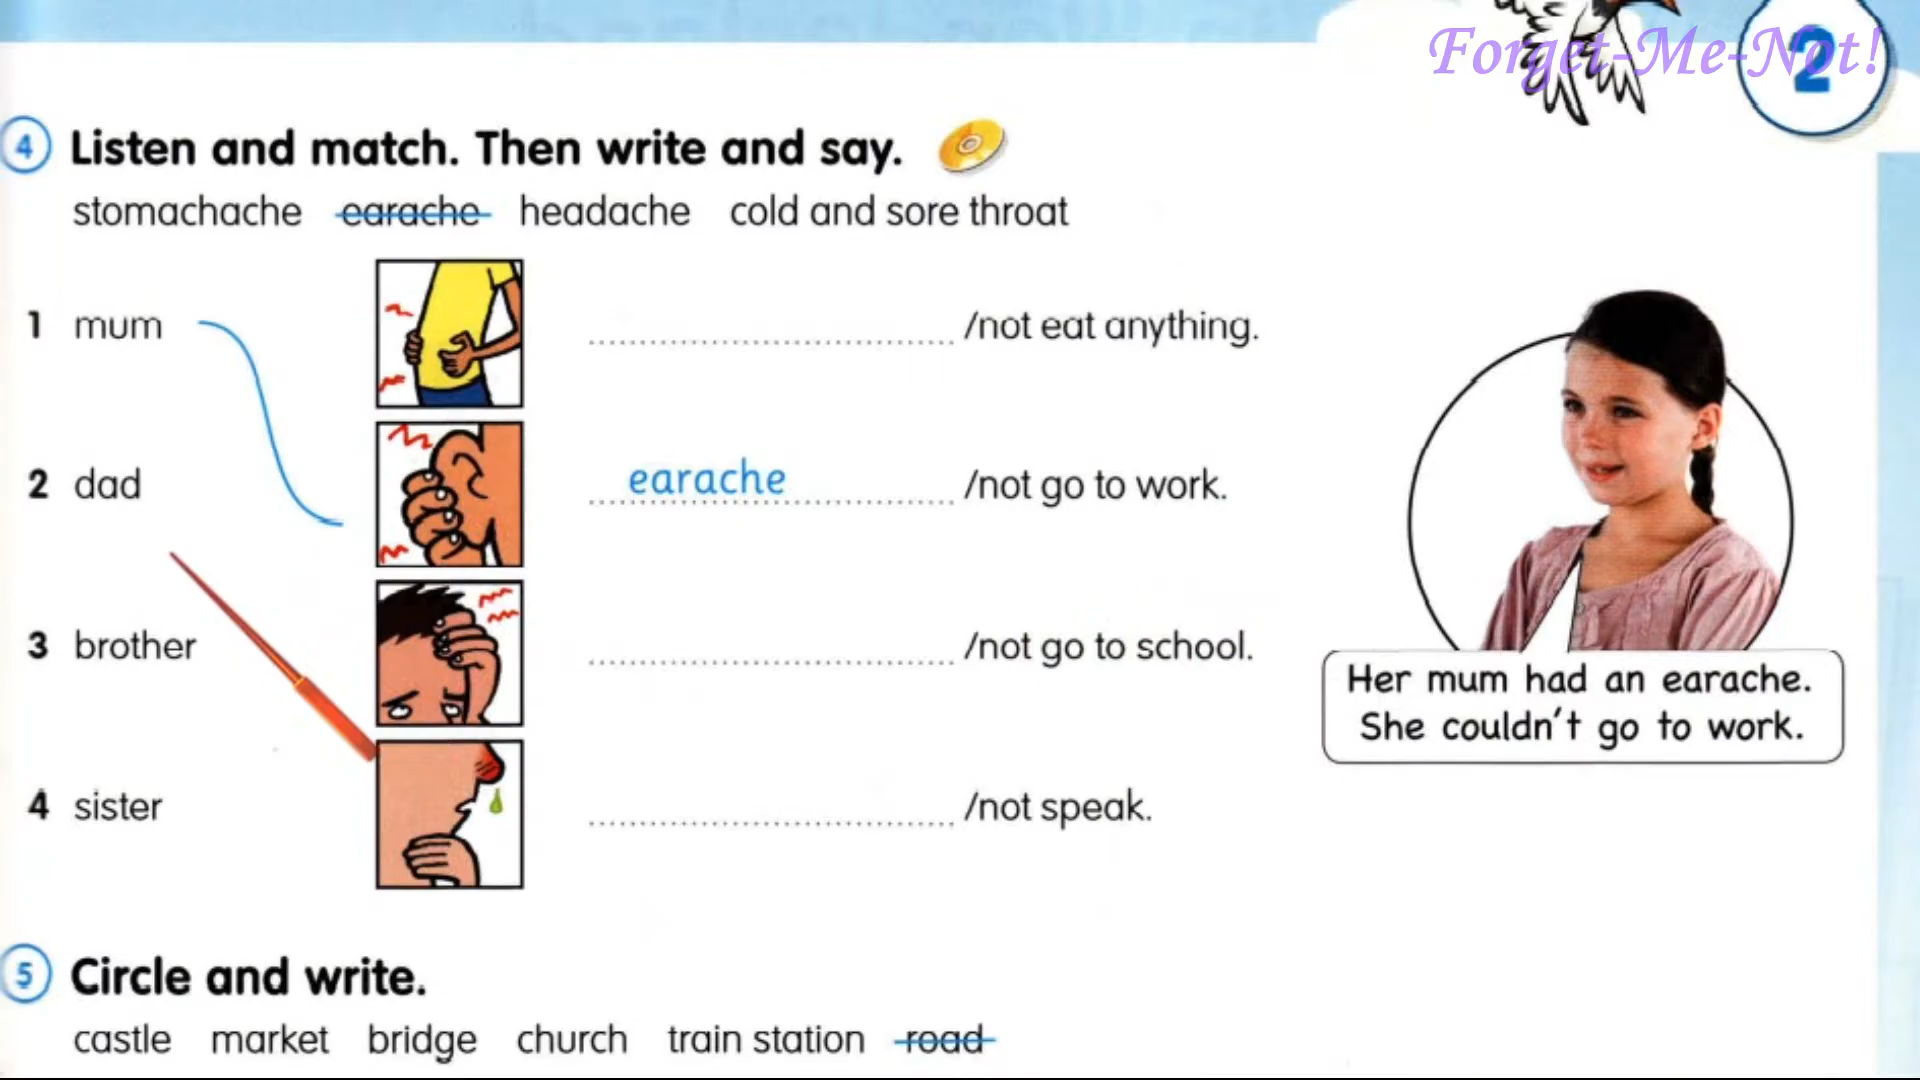 Forget-Me-Not!
2
4 Listen and match. Then write and say.
stomachache earache headache cold and sore throat
1 mum /not eat anything.
2 dad earache /not go to work.
3 brother /not go to school.
4 sister /not speak.
Her mum had an earache.
She couldn't go to work.
5 Circle and write.
castle market bridge church train station road